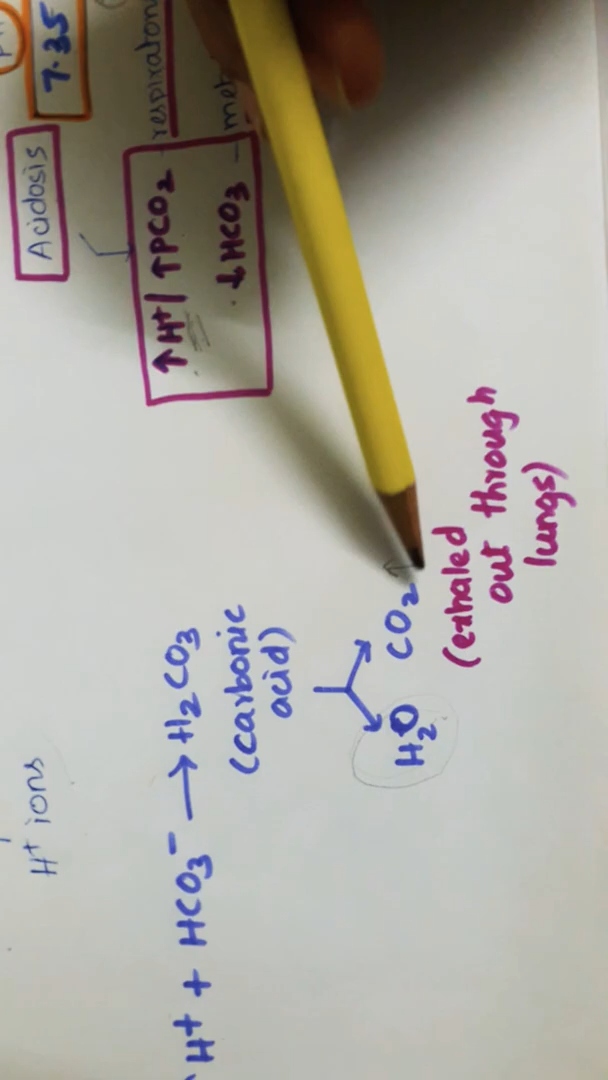 7.35
Acidosis
↑H⁺/↑PCO₂ - respiratory
↓HCO₃ -
H⁺ ions
H⁺ + HCO₃⁻ → H₂CO₃
(carbonic
acid)
H₂O CO₂ ↑
(exhaled
out through
lungs)